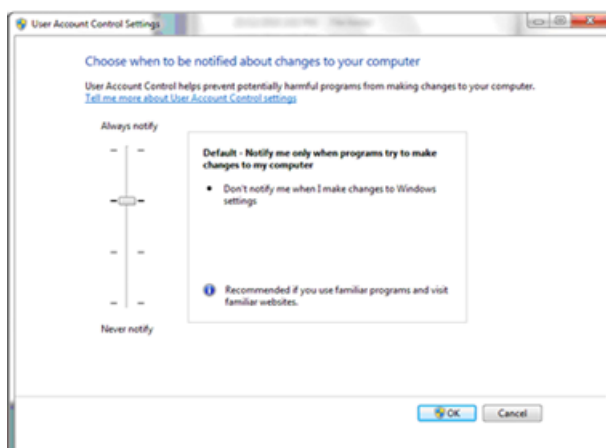 User Account Control Settings
Choose when to be notified about changes to your computer
User Account Control helps prevent potentially harmful programs from making changes to your computer.
Tell me more about User Account Control settings
Always notify
Default - Notify me only when programs try to make
changes to my computer
• Don't notify me when I make changes to Windows
settings
Recommended if you use familiar programs and visit
familiar websites.
Never notify
OK
Cancel